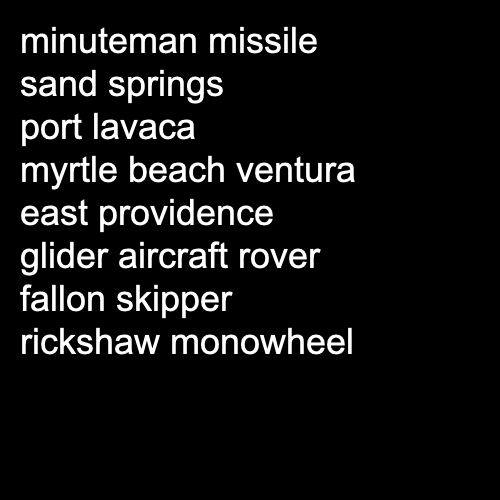 minuteman missile
sand springs
port lavaca
myrtle beach ventura
east providence
glider aircraft rover
fallon skipper
rickshaw monowheel